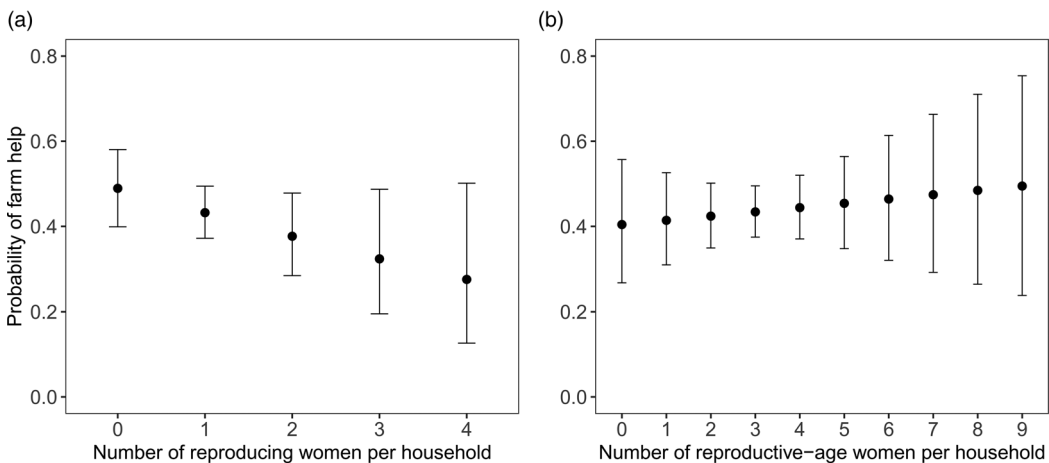 (a)
Probability of farm help
0.8
0.6
0.4
0.2
0.0
0 1 2 3 4
Number of reproducing women per household
(b)
0.8
0.6
0.4
0.2
0.0
0 1 2 3 4 5 6 7 8 9
Number of reproductive−age women per household